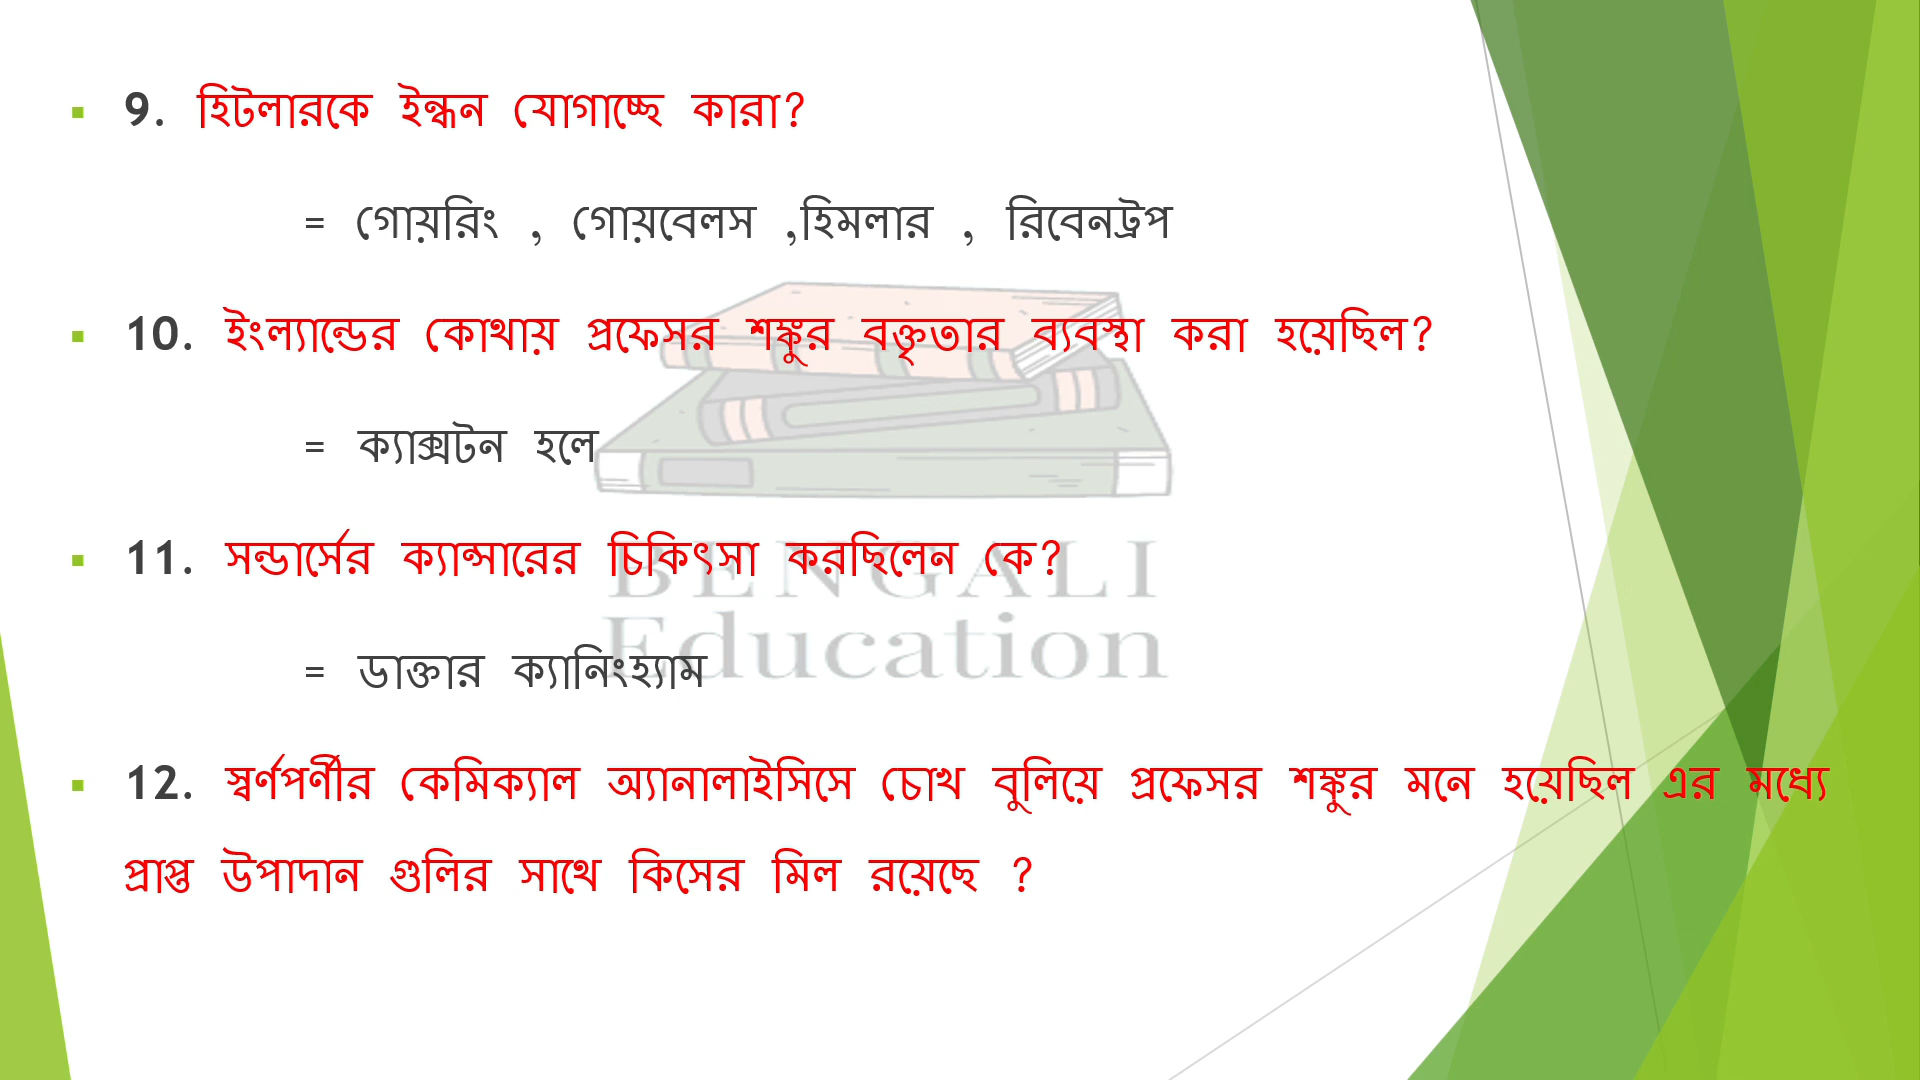 9. হিটলারকে ইন্ধন যোগাচ্ছে কারা?
= গোয়রিং , গোয়বেলস ,হিমলার , রিবেনট্রপ
10. ইংল্যান্ডের কোথায় প্রফেসর শঙ্কুর বক্তৃতার ব্যবস্থা করা হয়েছিল?
= ক্যাক্সটন হলে
11. সন্ডার্সের ক্যান্সারের চিকিৎসা করছিলেন কে?
BENGALI
Education
= ডাক্তার ক্যানিংহ্যাম
12. স্বর্ণপর্ণীর কেমিক্যাল অ্যানালাইসিসে চোখ বুলিয়ে প্রফেসর শঙ্কুর মনে হয়েছিল এর মধ্যে
প্রাপ্ত উপাদান গুলির সাথে কিসের মিল রয়েছে ?